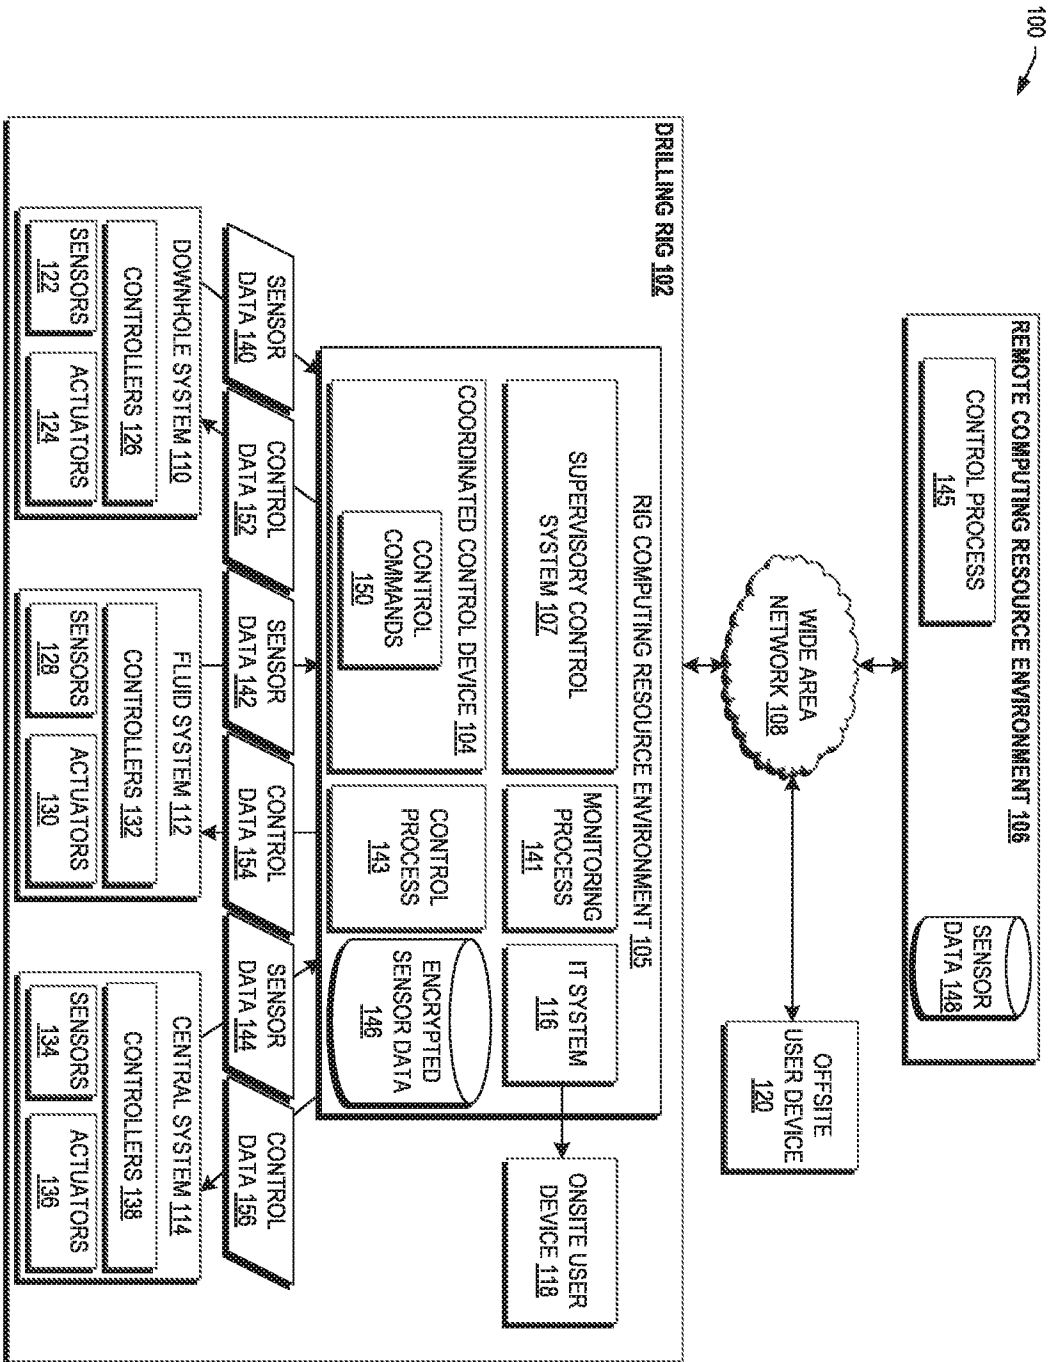 100
REMOTE COMPUTING RESOURCE ENVIRONMENT 106
CONTROL PROCESS
145
SENSOR
DATA 148
WIDE AREA
NETWORK 108
OFFSITE
USER DEVICE
120
DRILLING RIG 102
RIG COMPUTING RESOURCE ENVIRONMENT 105
SUPERVISORY CONTROL
SYSTEM 107
MONITORING
PROCESS
141
IT SYSTEM
116
ONSITE USER
DEVICE 118
COORDINATED CONTROL DEVICE 104
CONTROL
COMMANDS
150
CONTROL
PROCESS
143
ENCRYPTED
SENSOR DATA
146
SENSOR
DATA 140
CONTROL
DATA 152
SENSOR
DATA 142
CONTROL
DATA 154
SENSOR
DATA 144
CONTROL
DATA 156
DOWNHOLE SYSTEM 110
CONTROLLERS 126
SENSORS
122
ACTUATORS
124
FLUID SYSTEM 112
CONTROLLERS 132
SENSORS
128
ACTUATORS
130
CENTRAL SYSTEM 114
CONTROLLERS 138
SENSORS
134
ACTUATORS
136